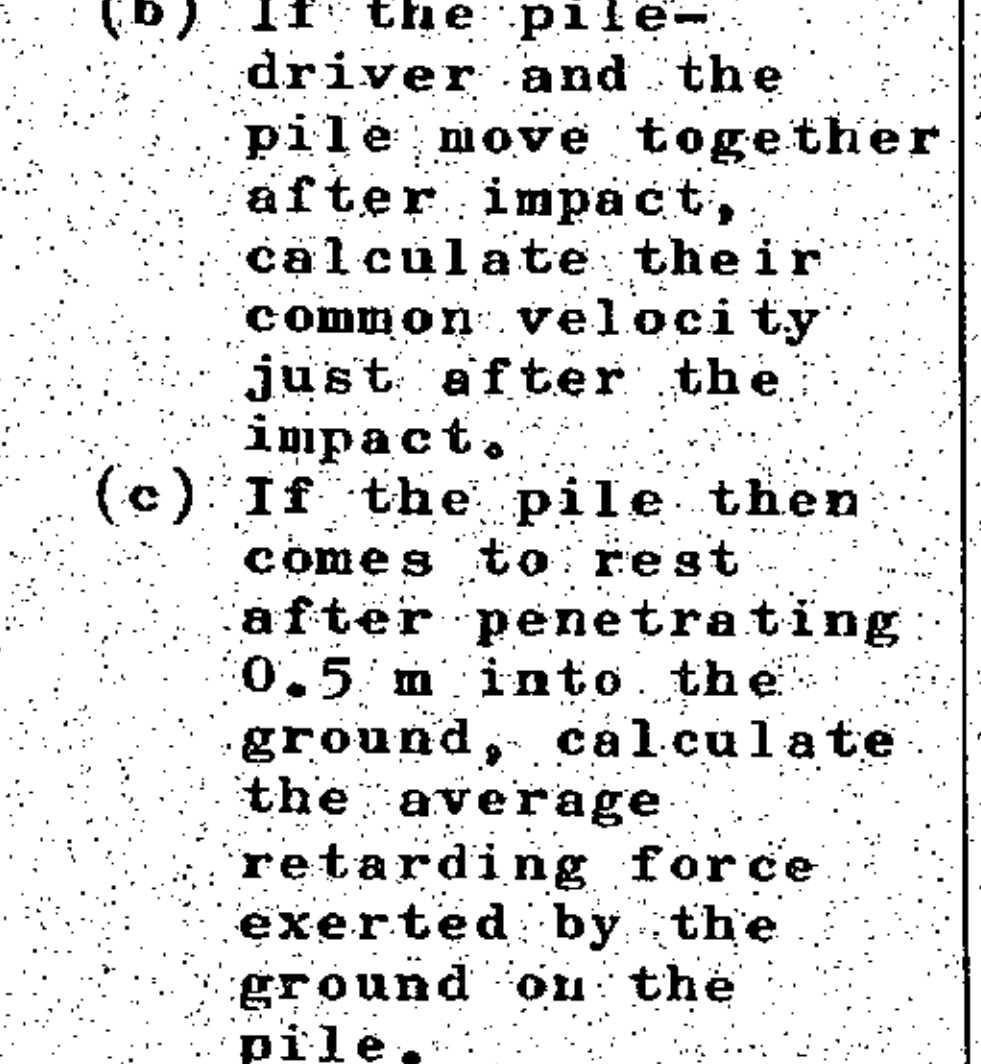 (b) If the pile-
driver and the
pile move together
after impact,
calculate their
common velocity
just after the
impact.
(c) If the pile then
comes to rest
after penetrating
0.5 m into the
ground, calculate
the average
retarding force
exerted by the
ground on the
pile.